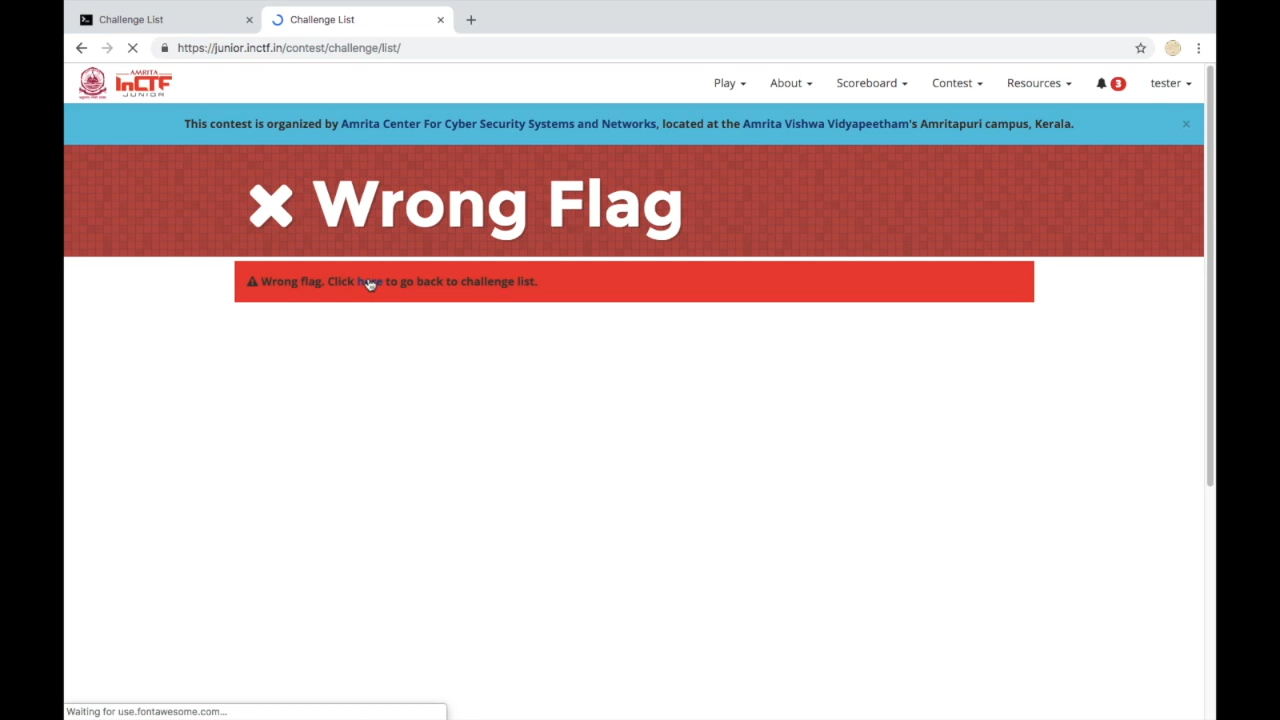 Challenge List
Challenge List
https://junior.inctf.in/contest/challenge/list/
AMRITA
InCTF
JUNIOR
Play
About
Scoreboard
Contest
Resources
3
tester
This contest is organized by Amrita Center For Cyber Security Systems and Networks, located at the Amrita Vishwa Vidyapeetham's Amritapuri campus, Kerala.
Wrong Flag
Wrong flag. Click here to go back to challenge list.
Waiting for use.fontawesome.com...